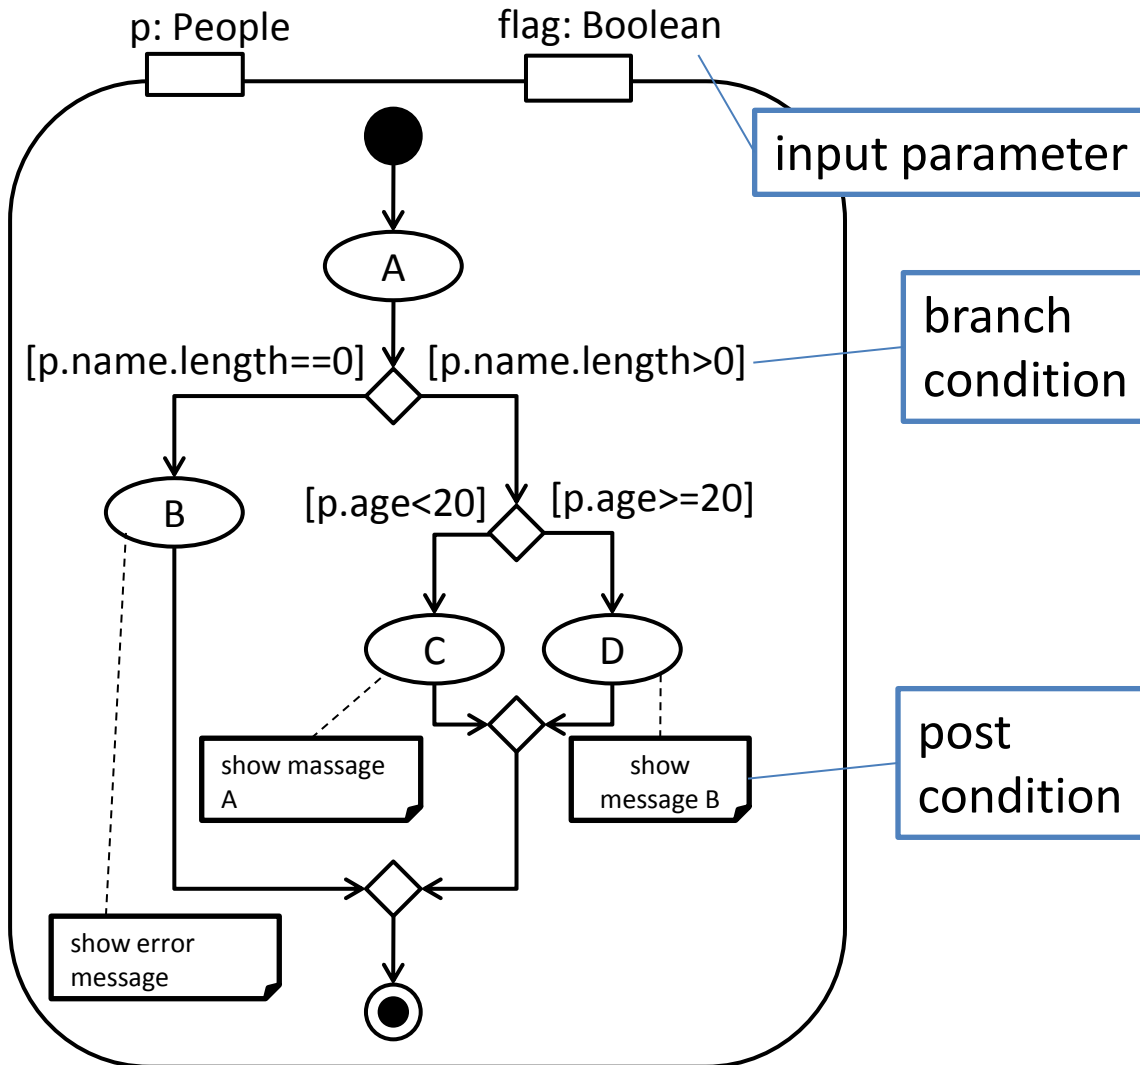 p: People
flag: Boolean
input parameter
A
[p.name.length==0]
[p.name.length>0]
branch
condition
B
[p.age<20]
[p.age>=20]
C
D
show massage
A
show
message B
post
condition
show error
message